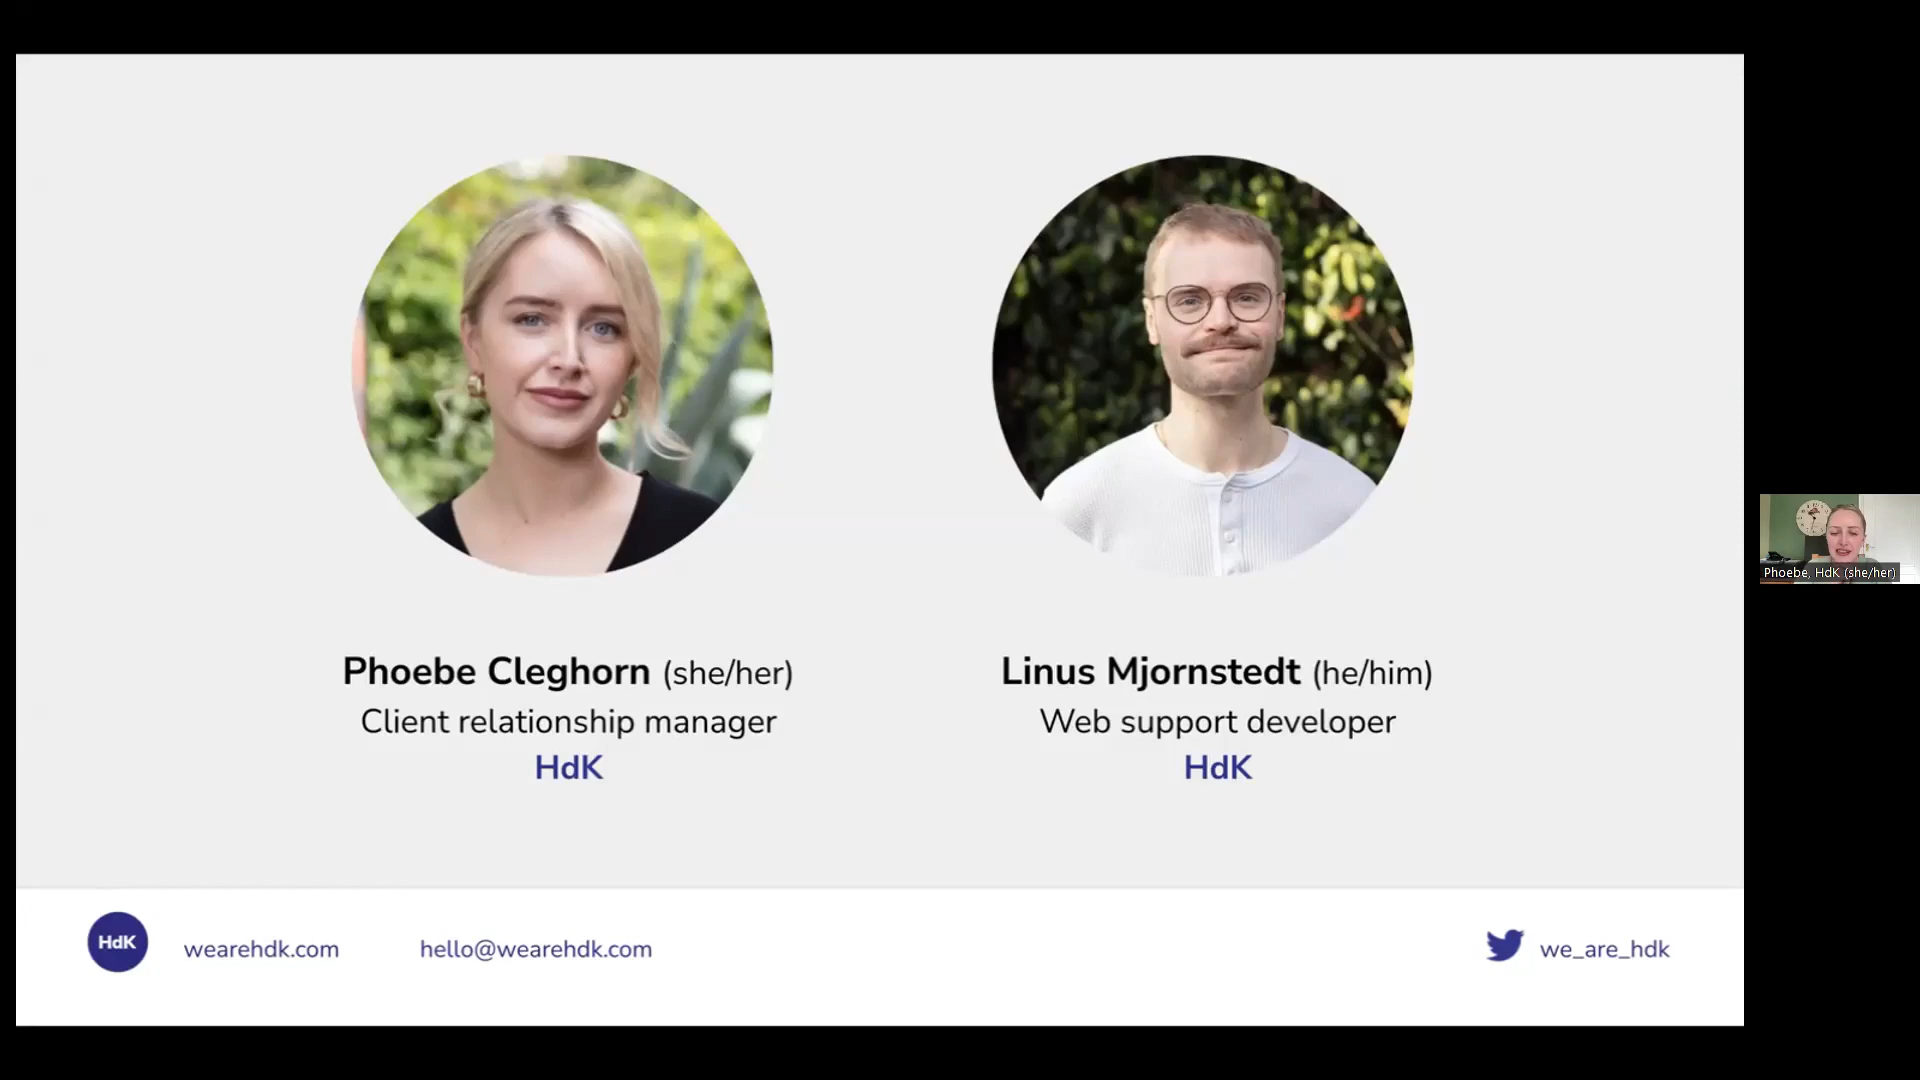 Phoebe Cleghorn (she/her)
Client relationship manager
HdK
Linus Mjornstedt (he/him)
Web support developer
HdK
HdK
wearehdk.com
hello@wearehdk.com
we_are_hdk
Phoebe, HdK (she/her)